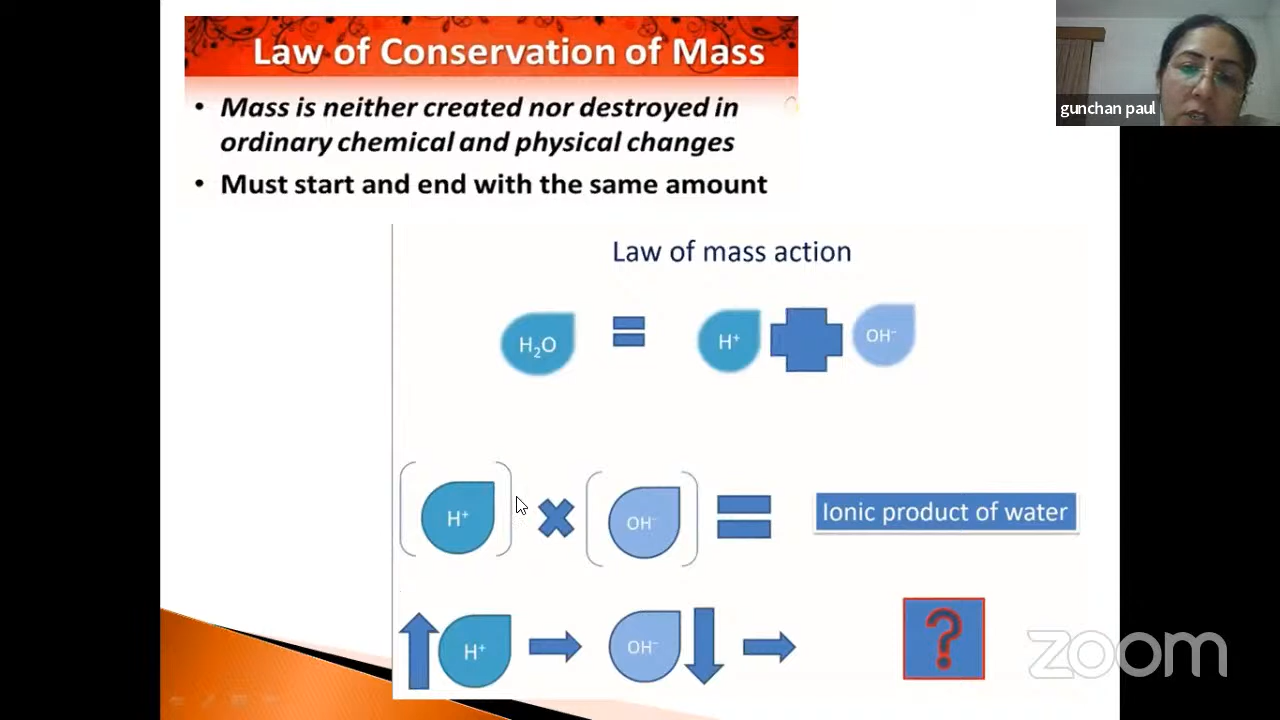 Law of Conservation of Mass
• Mass is neither created nor destroyed in
ordinary chemical and physical changes
• Must start and end with the same amount
gunchan paul
Law of mass action
H₂O = H⁺ + OH⁻
(H⁺) × (OH⁻) = Ionic product of water
↑ H⁺ → OH⁻ ↓ → ?
zoom